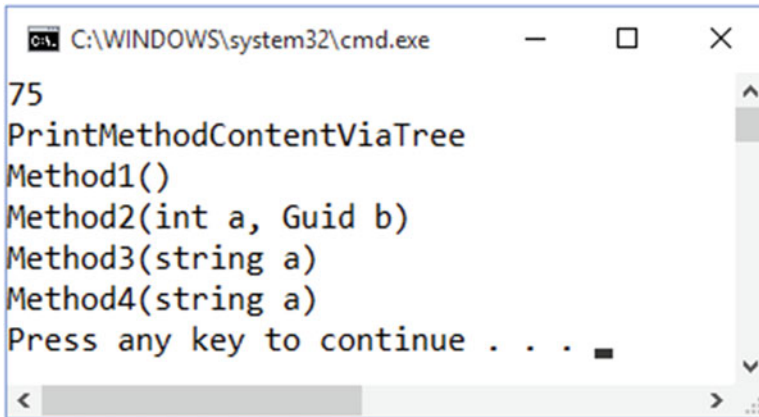 C:\WINDOWS\system32\cmd.exe
75
PrintMethodContentViaTree
Method1()
Method2(int a, Guid b)
Method3(string a)
Method4(string a)
Press any key to continue . . .